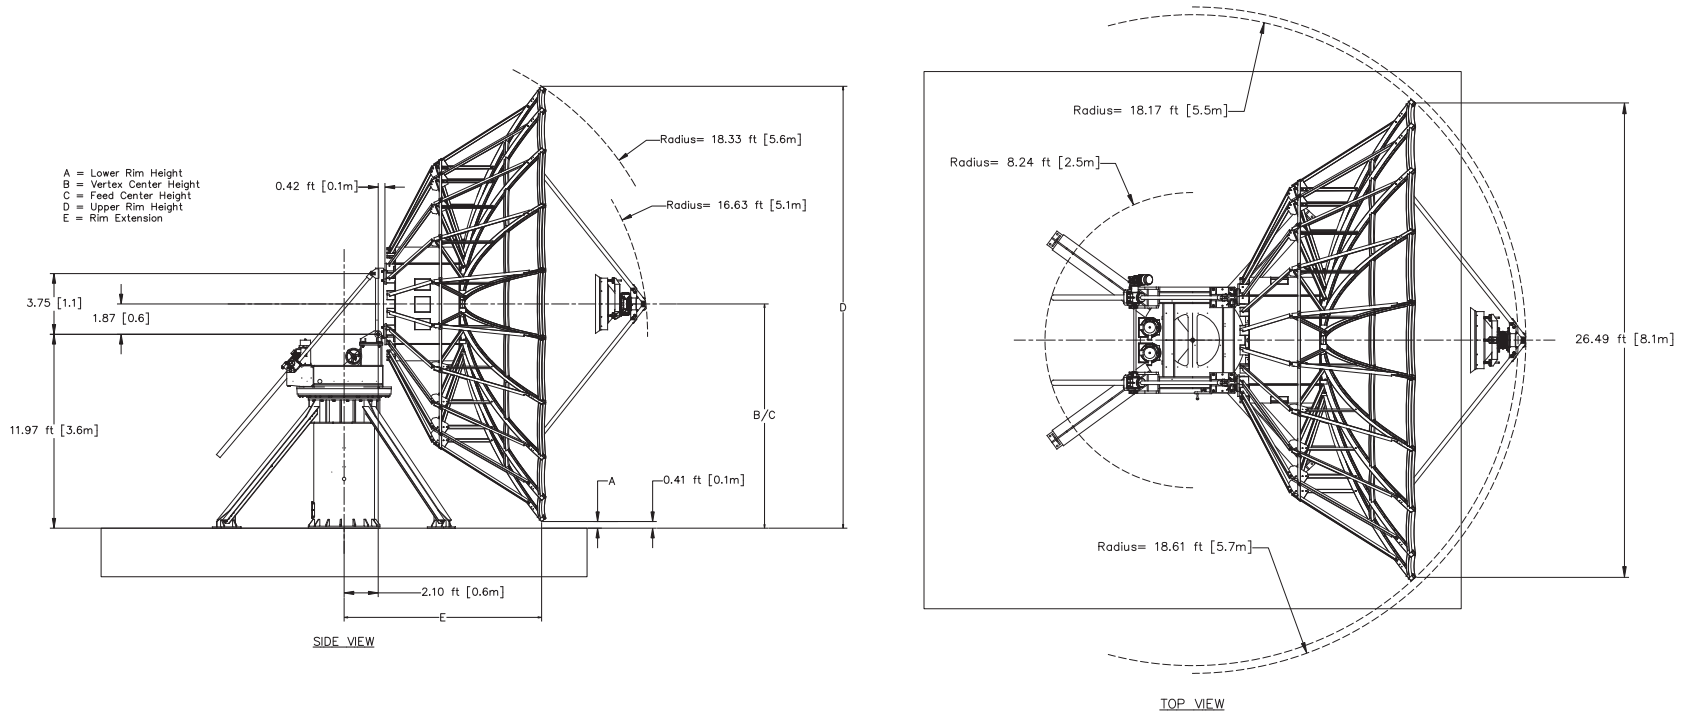 A = Lower Rim Height
B = Vertex Center Height
C = Feed Center Height
D = Upper Rim Height
E = Rim Extension
0.42 ft [0.1m]
Radius= 18.33 ft [5.6m]
Radius= 16.63 ft [5.1m]
3.75 [1.1]
1.87 [0.6]
D
11.97 ft [3.6m]
B/C
A
0.41 ft [0.1m]
2.10 ft [0.6m]
E
SIDE VIEW
Radius= 18.17 ft [5.5m]
Radius= 8.24 ft [2.5m]
26.49 ft [8.1m]
Radius= 18.61 ft [5.7m]
TOP VIEW